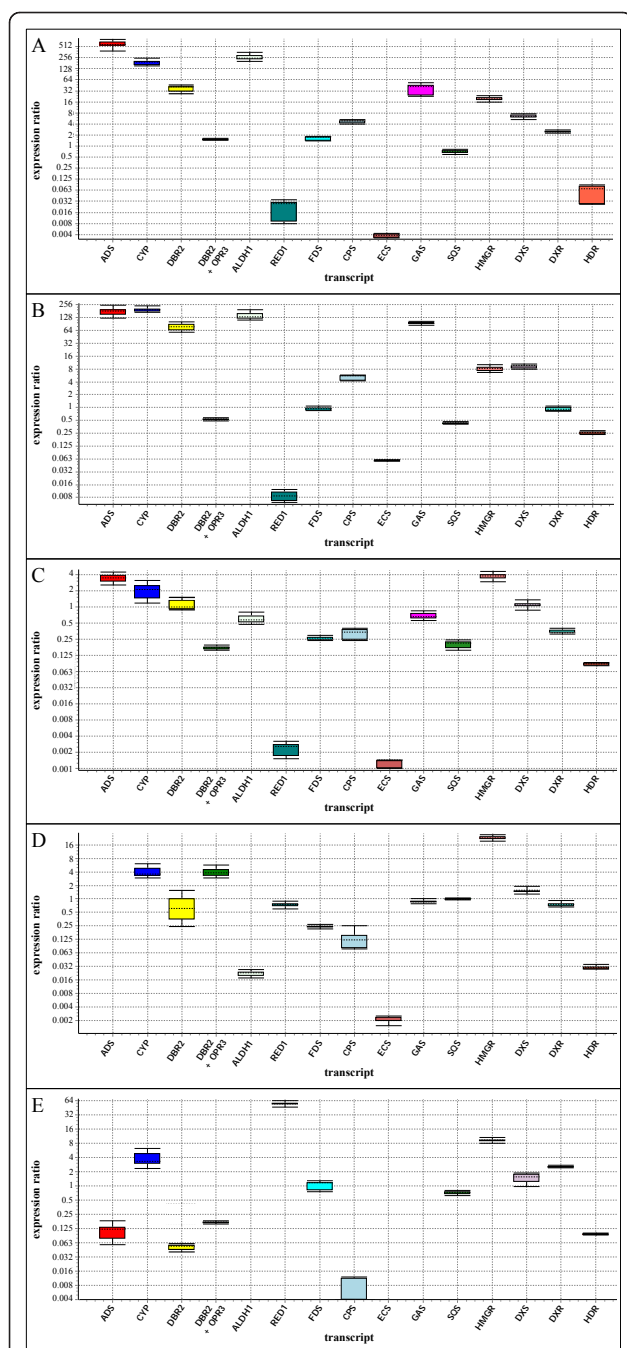 A
expression ratio
512
256
128
64
32
16
8
4
2
1
0.5
0.25
0.125
0.063
0.032
0.016
0.008
0.004
ADS
CYP
DBR2
DBR2 + OPR3
ALDH1
RED1
FDS
CPS
ECS
GAS
SQS
HMGR
DXS
DXR
HDR
transcript
B
expression ratio
256
128
64
32
16
8
4
2
1
0.5
0.25
0.125
0.063
0.032
0.016
0.008
ADS
CYP
DBR2
DBR2 + OPR3
ALDH1
RED1
FDS
CPS
ECS
GAS
SQS
HMGR
DXS
DXR
HDR
transcript
C
expression ratio
4
2
1
0.5
0.25
0.125
0.063
0.032
0.016
0.008
0.004
0.002
0.001
ADS
CYP
DBR2
DBR2 + OPR3
ALDH1
RED1
FDS
CPS
ECS
GAS
SQS
HMGR
DXS
DXR
HDR
transcript
D
expression ratio
16
8
4
2
1
0.5
0.25
0.125
0.063
0.032
0.016
0.008
0.004
0.002
ADS
CYP
DBR2
DBR2 + OPR3
ALDH1
RED1
FDS
CPS
ECS
GAS
SQS
HMGR
DXS
DXR
HDR
transcript
E
expression ratio
64
32
16
8
4
2
1
0.5
0.25
0.125
0.063
0.032
0.016
0.008
0.004
ADS
CYP
DBR2
DBR2 + OPR3
ALDH1
RED1
FDS
CPS
ECS
GAS
SQS
HMGR
DXS
DXR
HDR
transcript